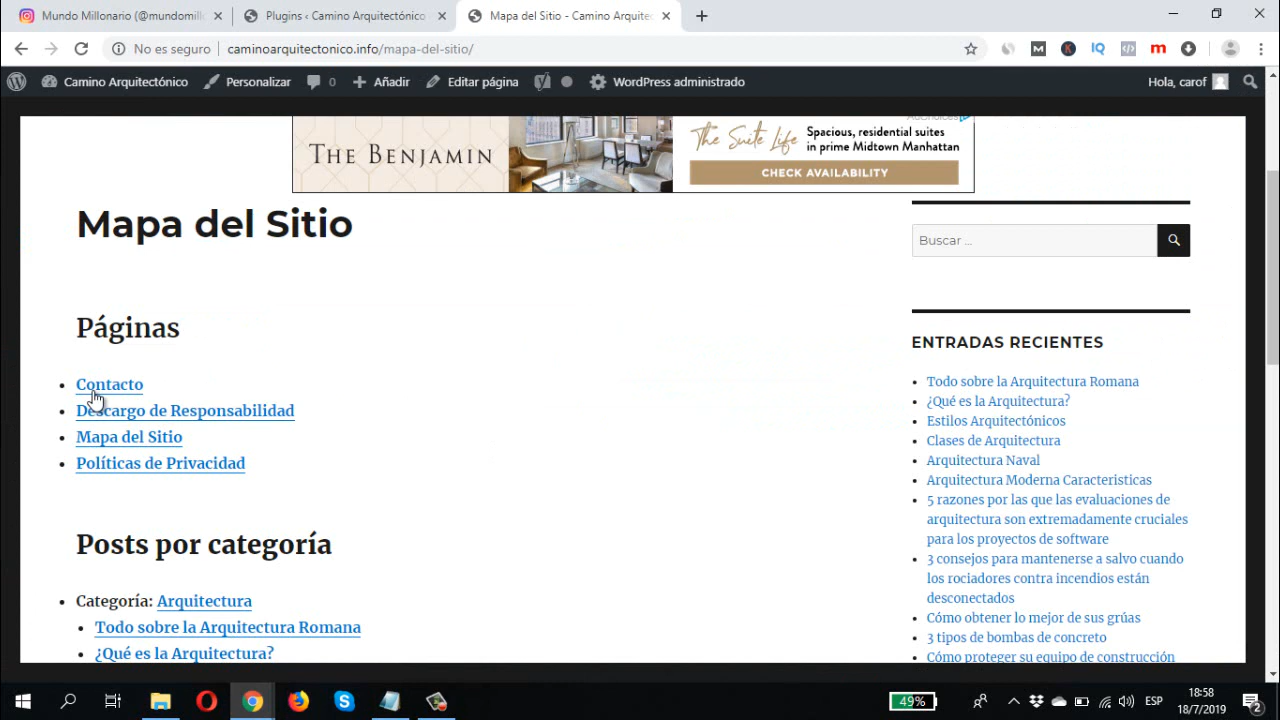 Mundo Millonario (@mundomill
Plugins ‹ Camino Arquitectónico
Mapa del Sitio - Camino Arquitec
No es seguro
caminoarquitectonico.info/mapa-del-sitio/
Camino Arquitectónico
Personalizar
0
Añadir
Editar página
WordPress administrado
Hola, carof
AdChoices
THE BENJAMIN
The Suite Life
Spacious, residential suites
in prime Midtown Manhattan
CHECK AVAILABILITY
Mapa del Sitio
Páginas
Contacto
Descargo de Responsabilidad
Mapa del Sitio
Políticas de Privacidad
Posts por categoría
Categoría: Arquitectura
Todo sobre la Arquitectura Romana
¿Qué es la Arquitectura?
Buscar ...
ENTRADAS RECIENTES
Todo sobre la Arquitectura Romana
¿Qué es la Arquitectura?
Estilos Arquitectónicos
Clases de Arquitectura
Arquitectura Naval
Arquitectura Moderna Caracteristicas
5 razones por las que las evaluaciones de
arquitectura son extremadamente cruciales
para los proyectos de software
3 consejos para mantenerse a salvo cuando
los rociadores contra incendios están
desconectados
Cómo obtener lo mejor de sus grúas
3 tipos de bombas de concreto
Cómo proteger su equipo de construcción
49%
ESP
18:58
18/7/2019
2